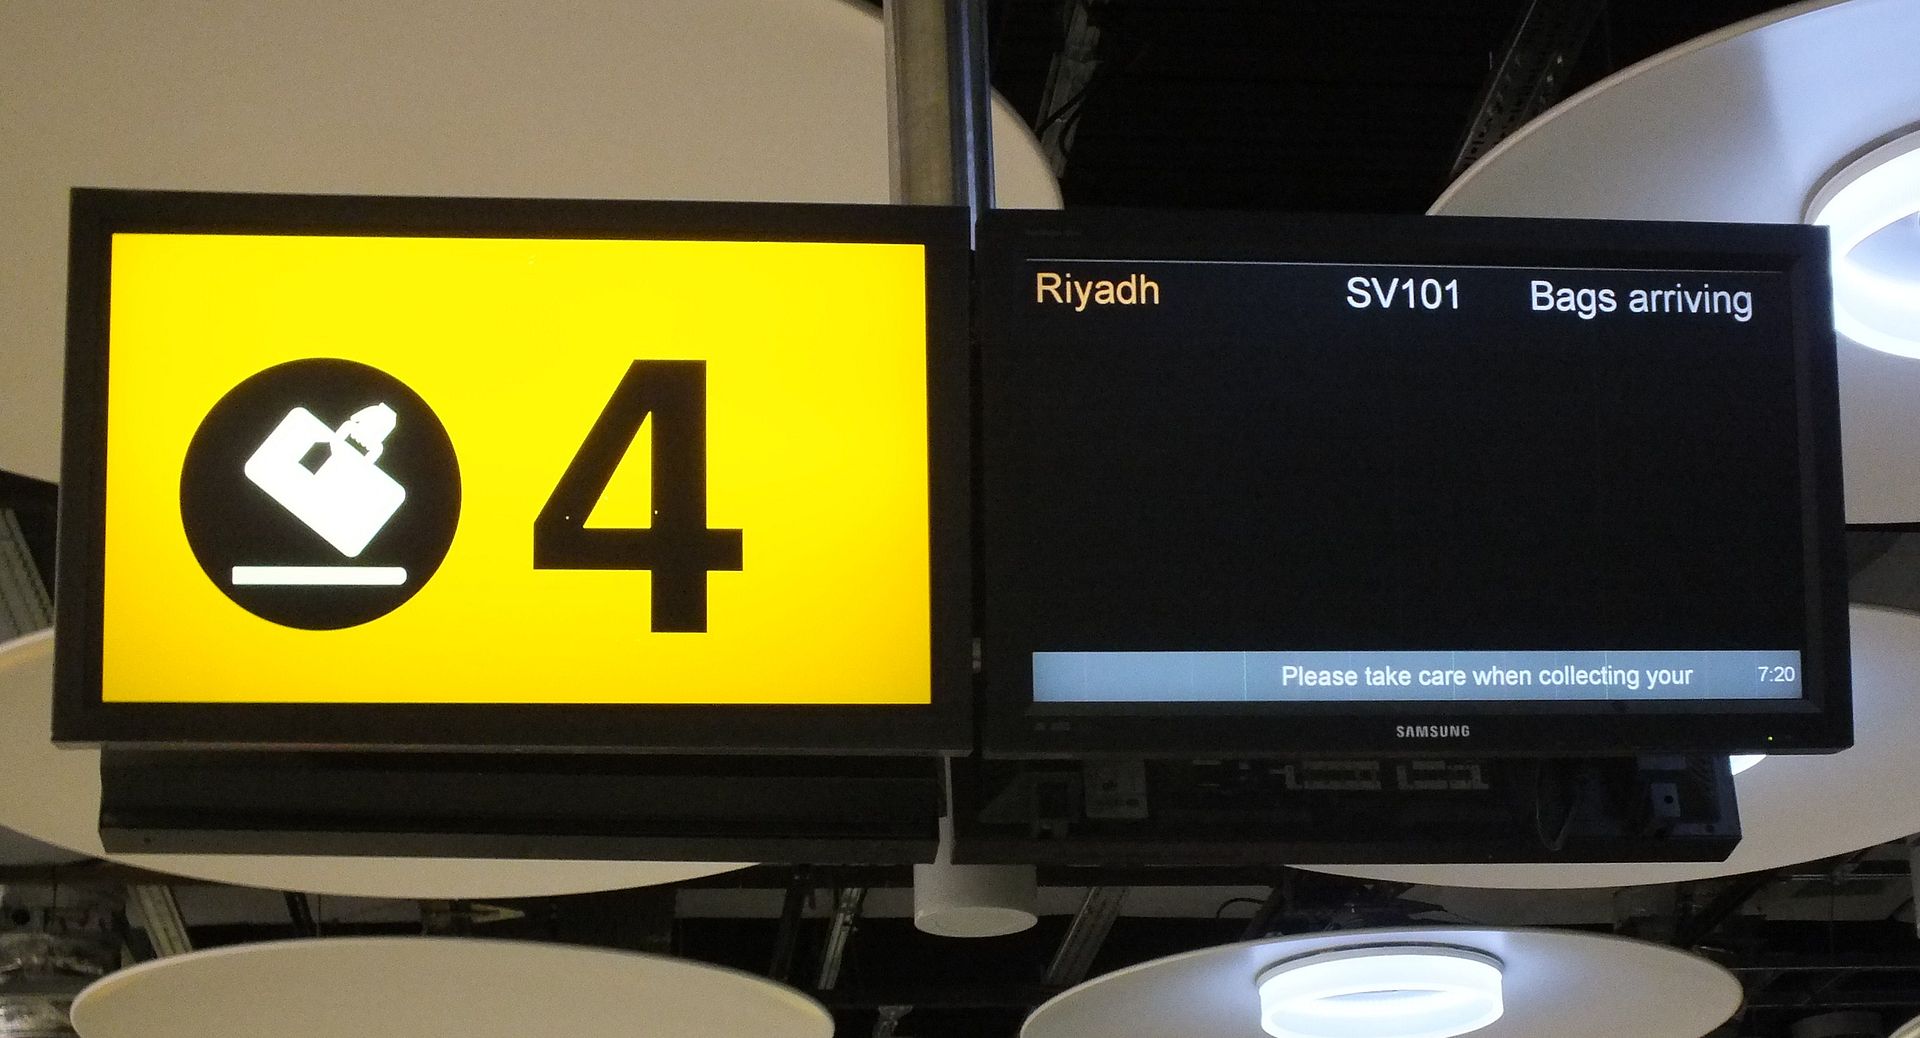 4
Riyadh SV101 Bags arriving
Please take care when collecting your 7:20
SAMSUNG